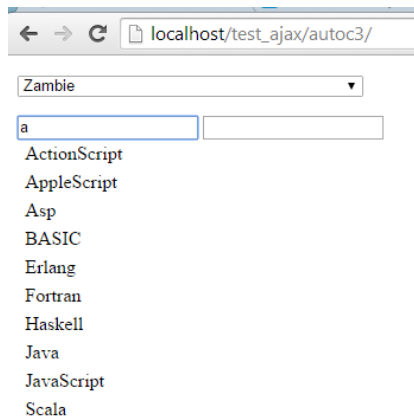 localhost/test_ajax/autoc3/
Zambie
a
ActionScript
AppleScript
Asp
BASIC
Erlang
Fortran
Haskell
Java
JavaScript
Scala